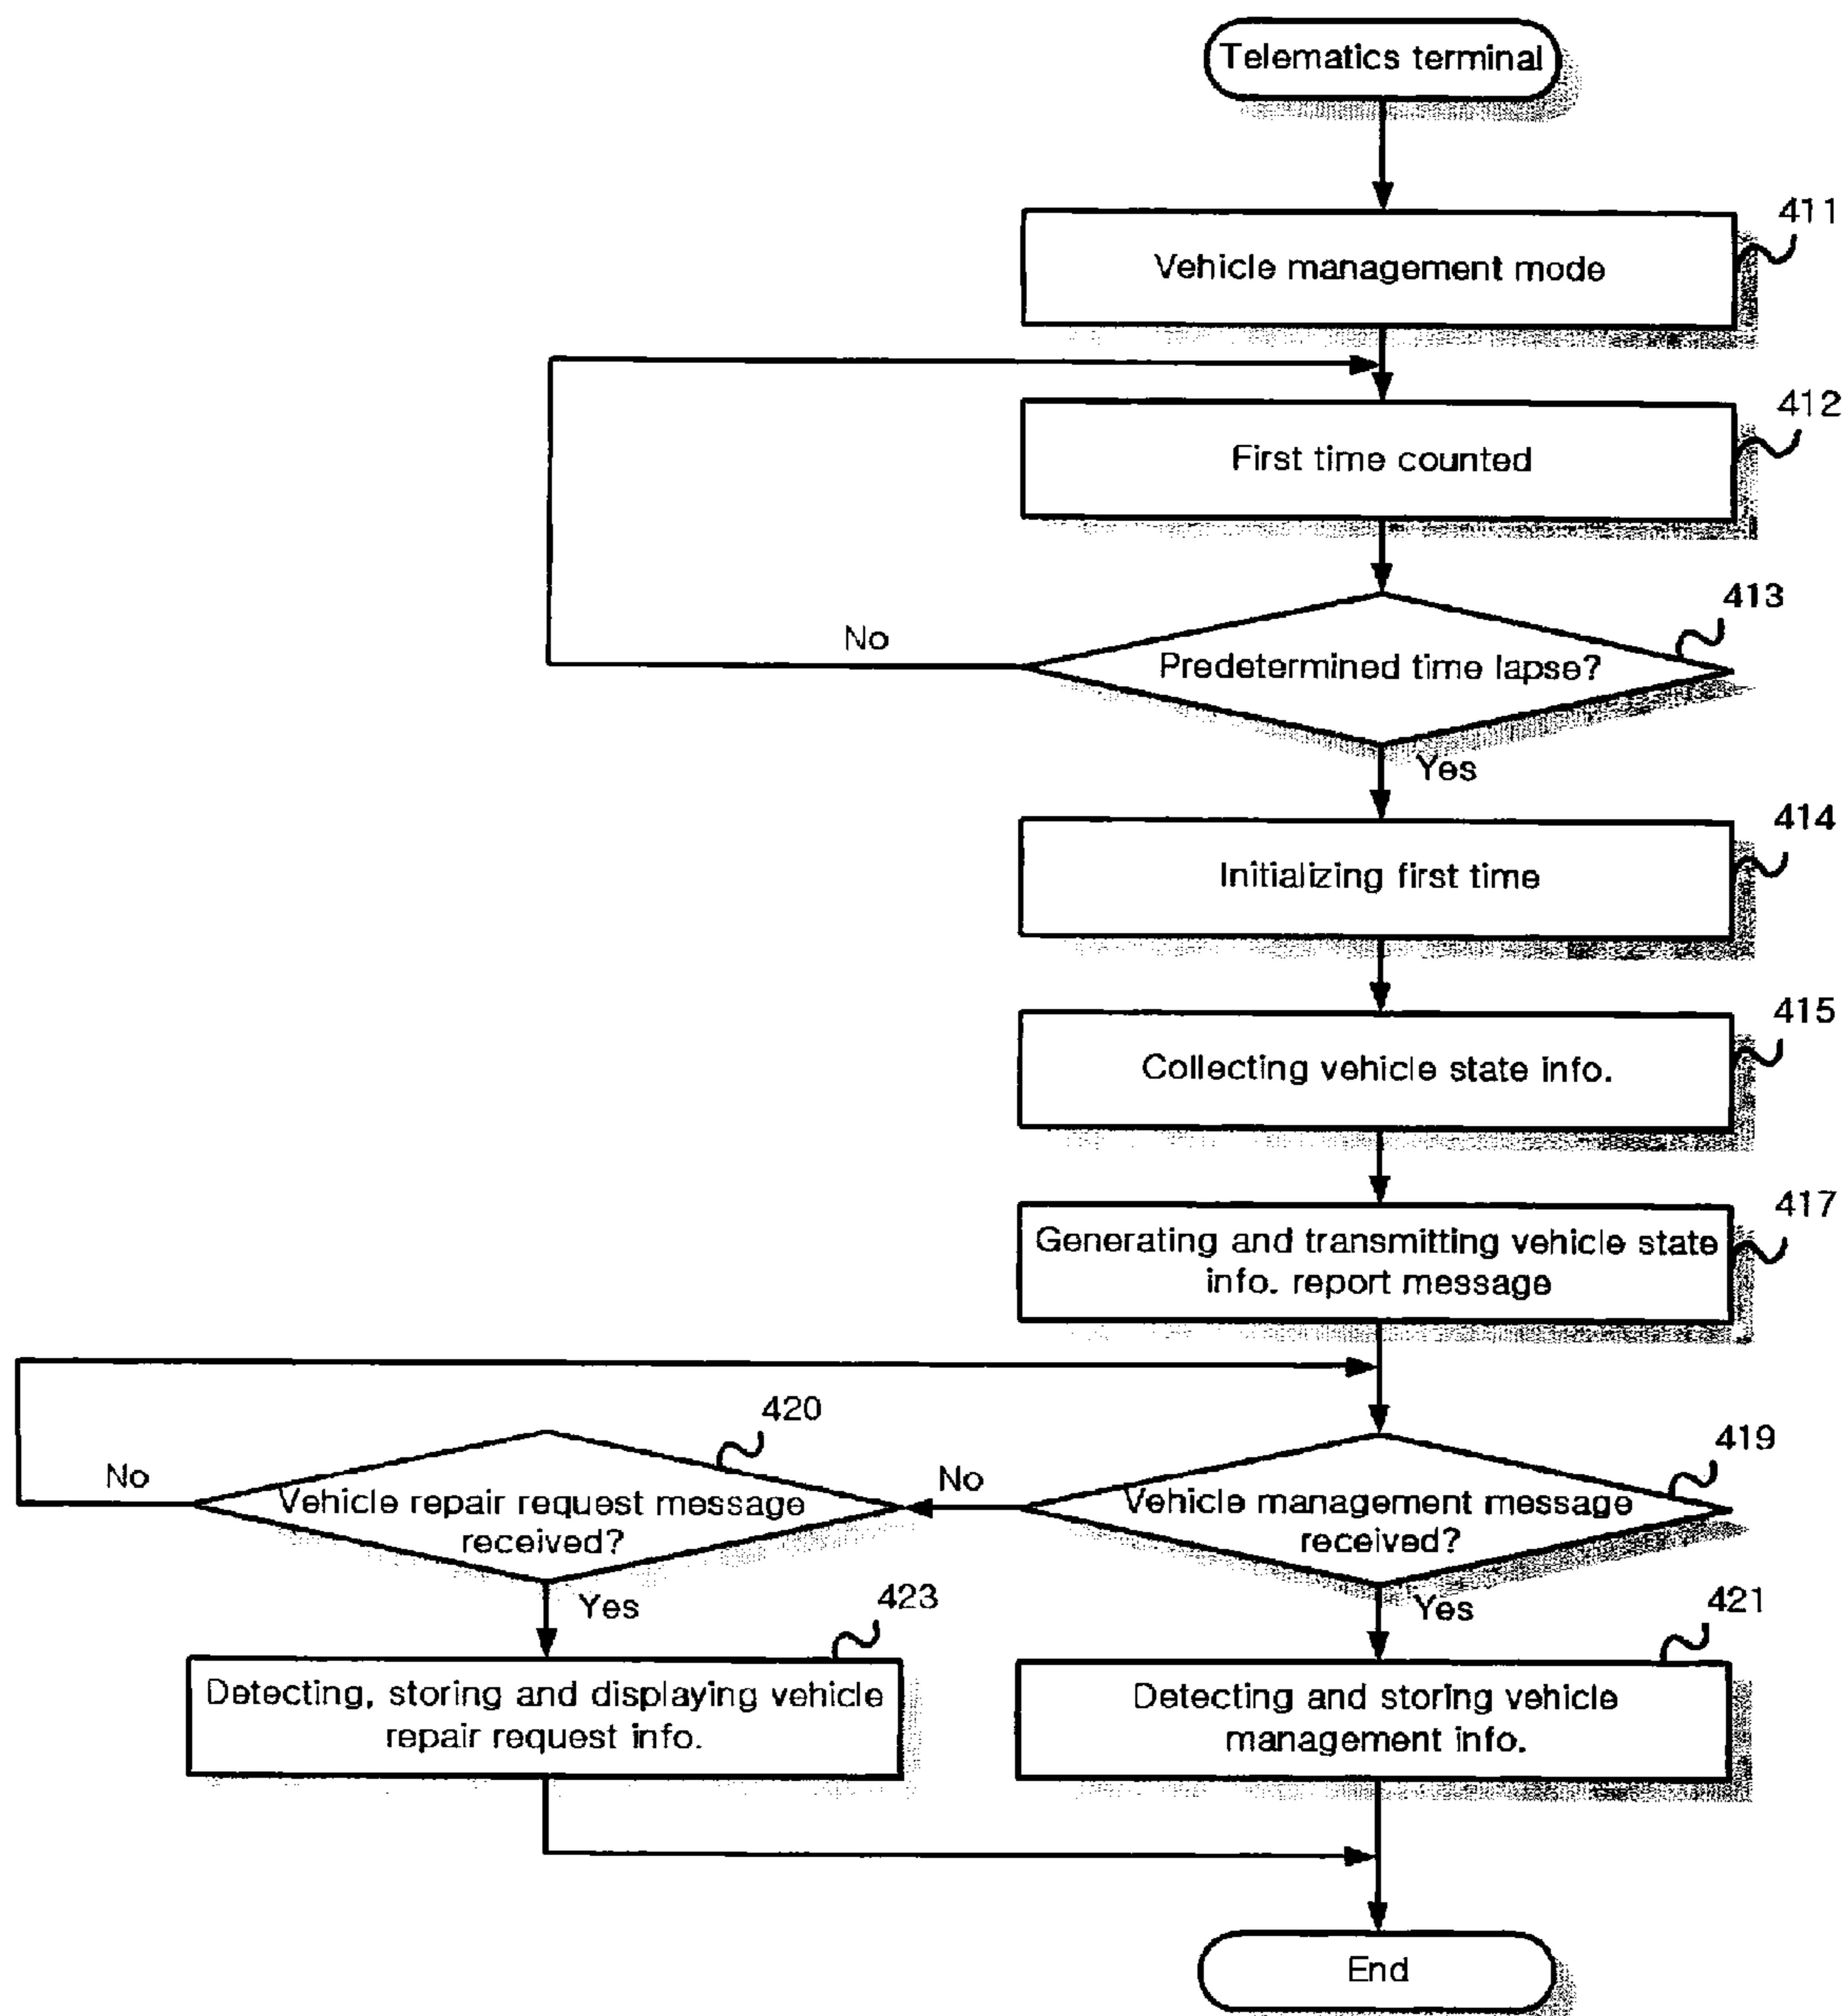 Telematics terminal
411
Vehicle management mode
412
First time counted
413
No
Predetermined time lapse?
Yes
414
Initializing first time
415
Collecting vehicle state info.
417
Generating and transmitting vehicle state
info. report message
420
419
No
Vehicle repair request message
received?
No
Vehicle management message
received?
Yes
423
Yes
421
Detecting, storing and displaying vehicle
repair request info.
Detecting and storing vehicle
management info.
End